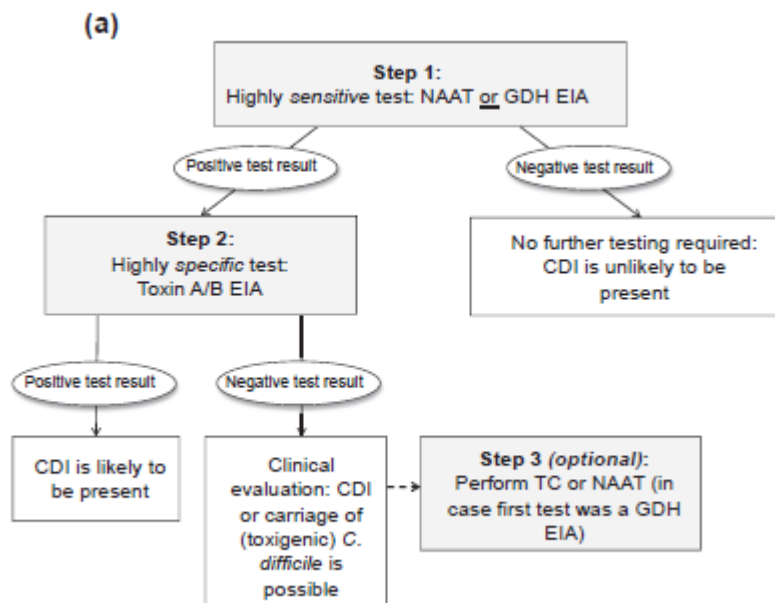 (a)
Step 1:
Highly sensitive test: NAAT or GDH EIA
Positive test result
Negative test result
Step 2:
Highly specific test:
Toxin A/B EIA
No further testing required:
CDI is unlikely to be
present
Positive test result
Negative test result
CDI is likely to
be present
Clinical
evaluation: CDI
or carriage of
(toxigenic) C.
difficile is
possible
Step 3 (optional):
Perform TC or NAAT (in
case first test was a GDH
EIA)